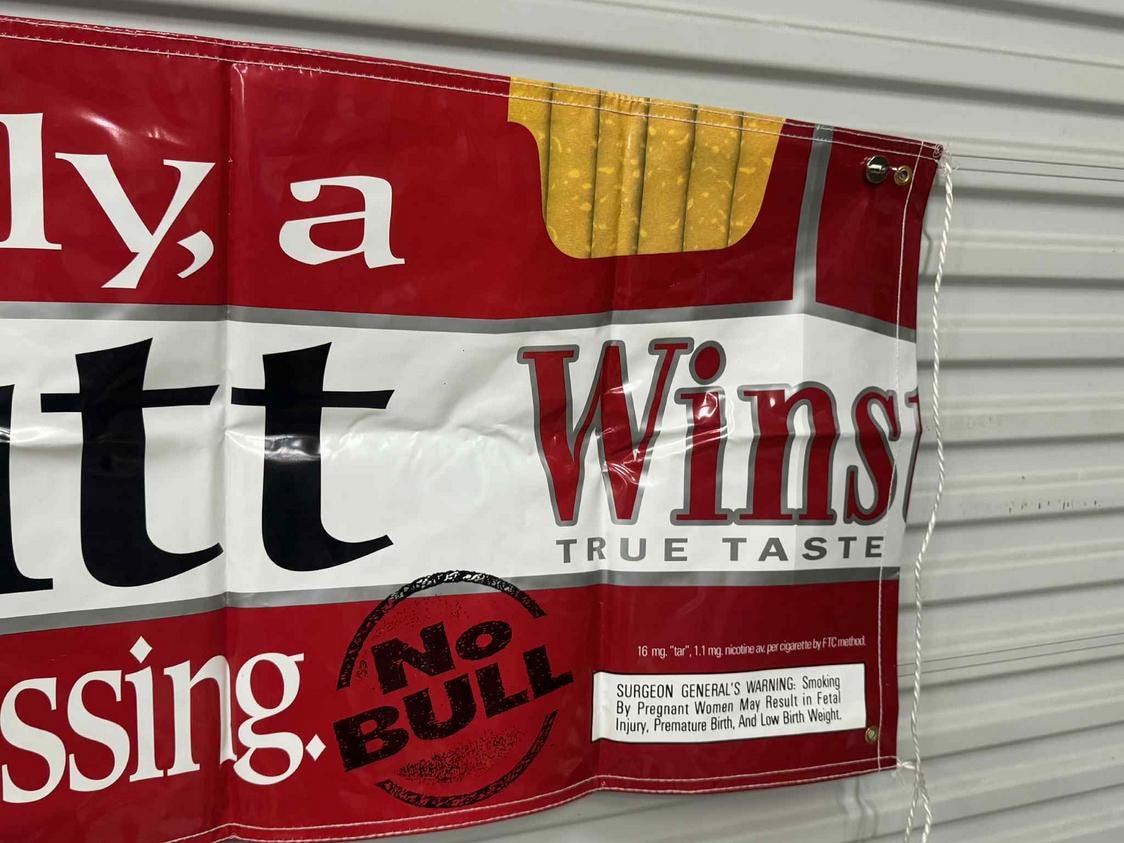 ly, a
tt
Winst
TRUE TASTE
ssing.
No
BULL
16 mg. "tar", 1.1 mg. nicotine av. per cigarette by FTC method.
SURGEON GENERAL'S WARNING: Smoking
By Pregnant Women May Result in Fetal
Injury, Premature Birth, And Low Birth Weight.